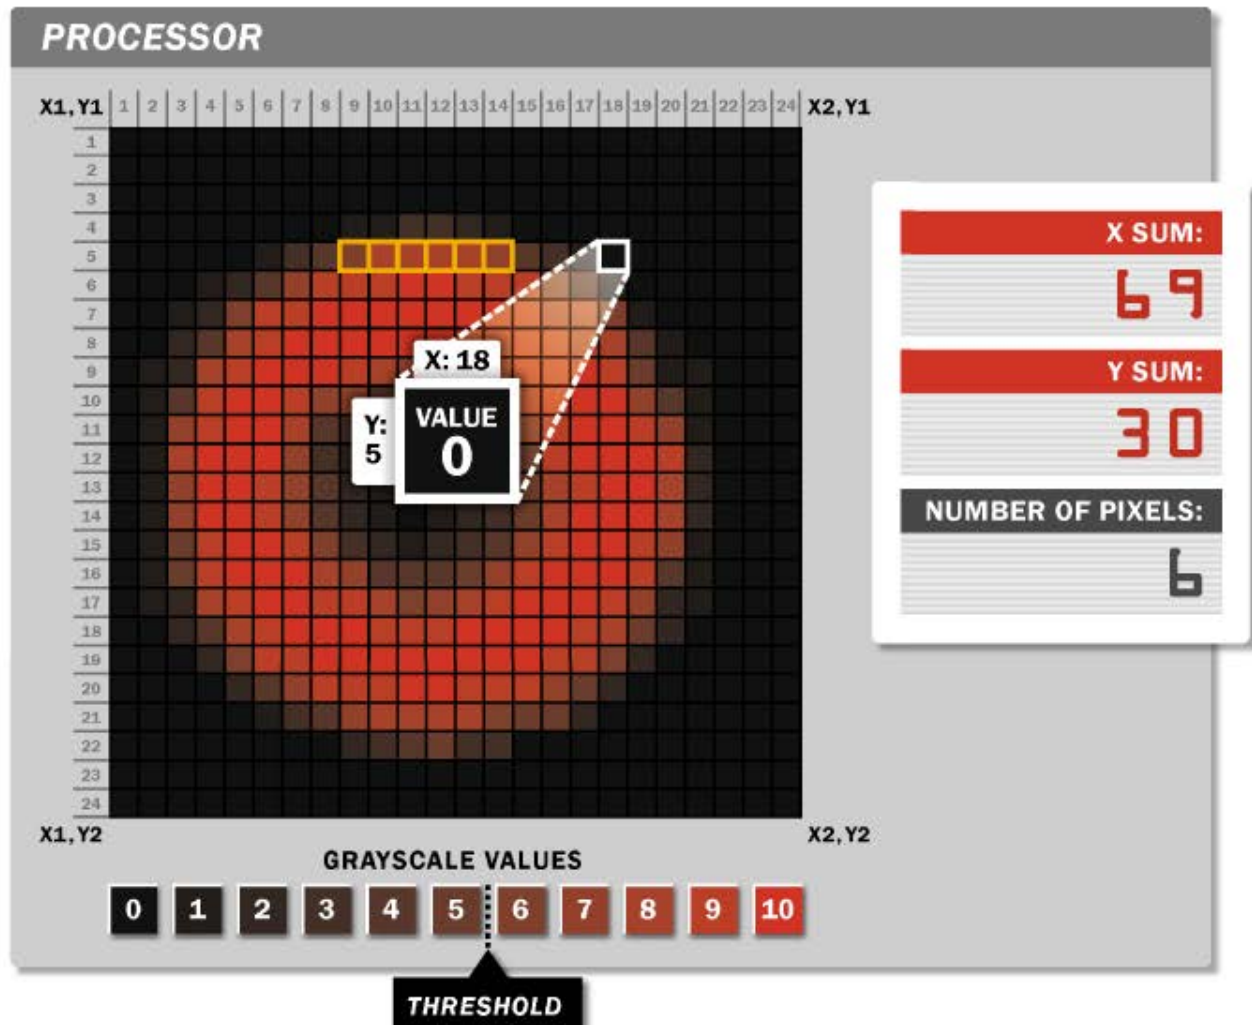 PROCESSOR
X1, Y1 1 2 3 4 5 6 7 8 9 10 11 12 13 14 15 16 17 18 19 20 21 22 23 24 X2, Y1
1
2
3
4
5
6
7
8
9
10
11
12
13
14
15
16
17
18
19
20
21
22
23
24
X: 18
Y:
5
VALUE
0
X SUM:
69
Y SUM:
30
NUMBER OF PIXELS:
6
X1, Y2 X2, Y2
GRAYSCALE VALUES
0 1 2 3 4 5 6 7 8 9 10
THRESHOLD